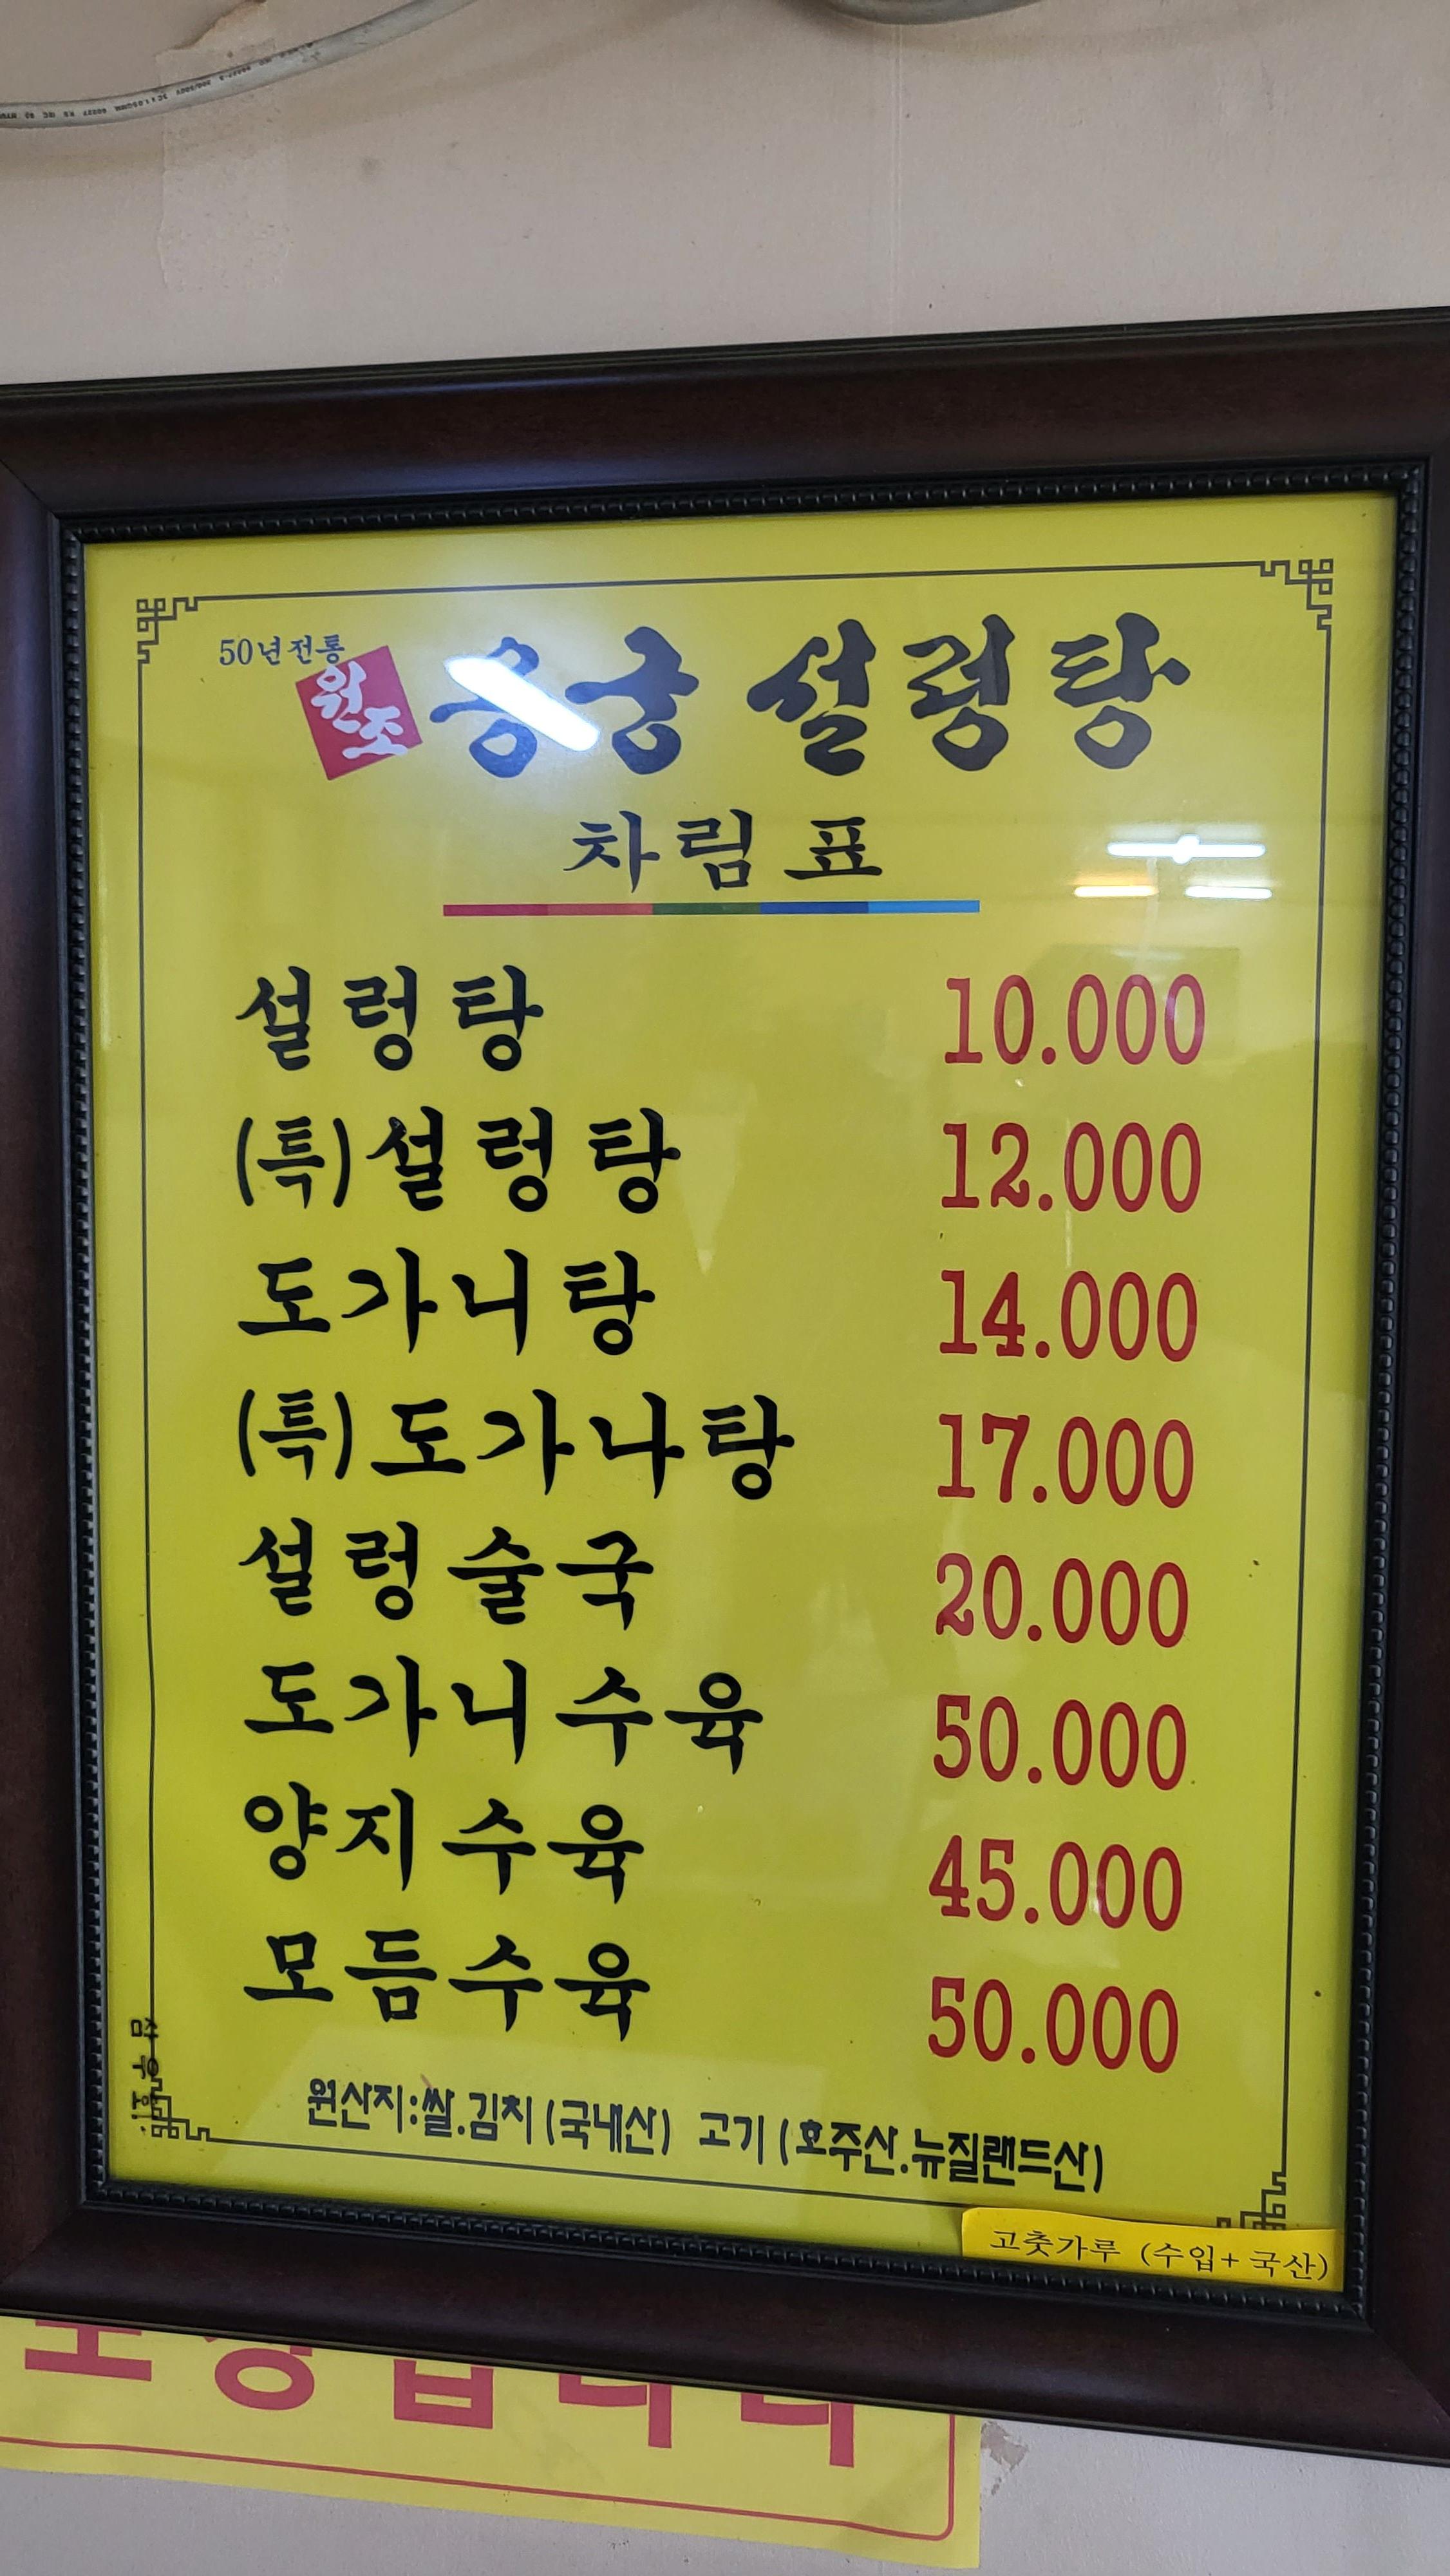 50년전통
원조 응궁 설렁탕
차림표
설렁탕 10.000
(특)설렁탕 12.000
도가니탕 14.000
(특)도가나탕 17.000
설렁술국 20.000
도가니수육 50.000
양지수육 45.000
모듬수육 50.000
원산지:쌀.김치(국내산) 고기(호주산.뉴질랜드산)
고춧가루 (수입+국산)